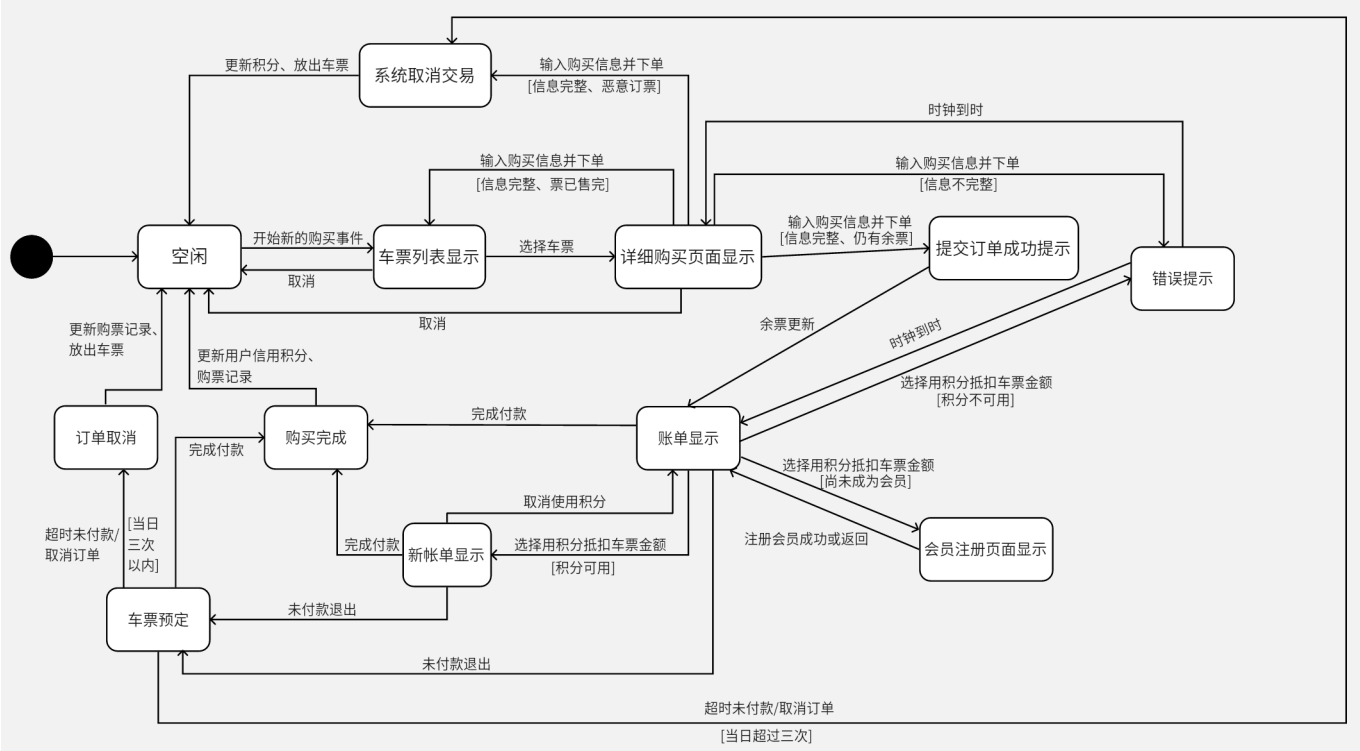 更新积分、放出车票
系统取消交易
输入购买信息并下单
[信息完整、恶意订票]
时钟到时
输入购买信息并下单
[信息完整、票已售完]
输入购买信息并下单
[信息不完整]
空闲
开始新的购买事件
取消
车票列表显示
选择车票
详细购买页面显示
输入购买信息并下单
[信息完整、仍有余票]
提交订单成功提示
错误提示
取消
更新购票记录、
放出车票
更新用户信用积分、
购票记录
余票更新
时钟到时
选择用积分抵扣车票金额
[积分不可用]
订单取消
完成付款
购买完成
完成付款
账单显示
选择用积分抵扣车票金额
[尚未成为会员]
取消使用积分
超时未付款/
取消订单
[当日
三次
以内]
完成付款
新帐单显示
选择用积分抵扣车票金额
[积分可用]
注册会员成功或返回
会员注册页面显示
车票预定
未付款退出
未付款退出
超时未付款/取消订单
[当日超过三次]